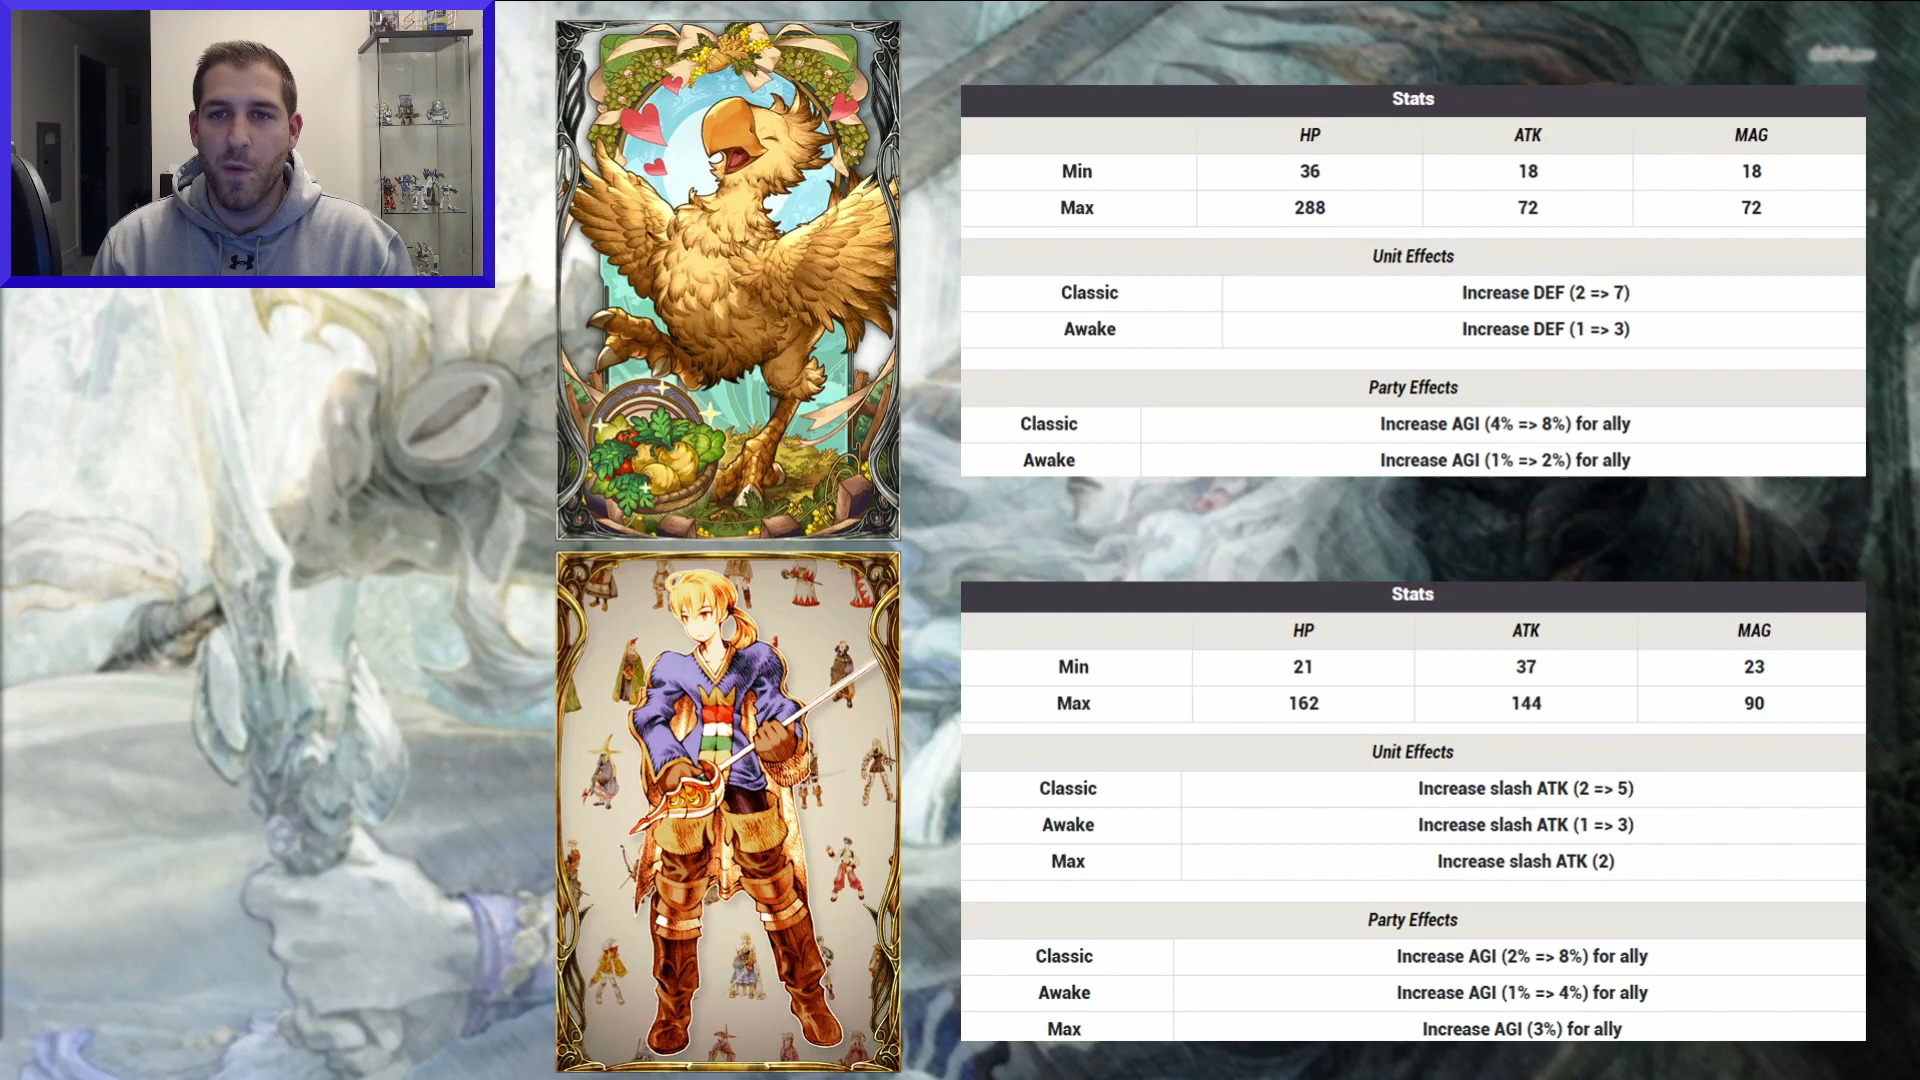 Stats
HP ATK MAG
Min 36 18 18
Max 288 72 72
Unit Effects
Classic Increase DEF (2 => 7)
Awake Increase DEF (1 => 3)
Party Effects
Classic Increase AGI (4% => 8%) for ally
Awake Increase AGI (1% => 2%) for ally
Stats
HP ATK MAG
Min 21 37 23
Max 162 144 90
Unit Effects
Classic Increase slash ATK (2 => 5)
Awake Increase slash ATK (1 => 3)
Max Increase slash ATK (2)
Party Effects
Classic Increase AGI (2% => 8%) for ally
Awake Increase AGI (1% => 4%) for ally
Max Increase AGI (3%) for ally